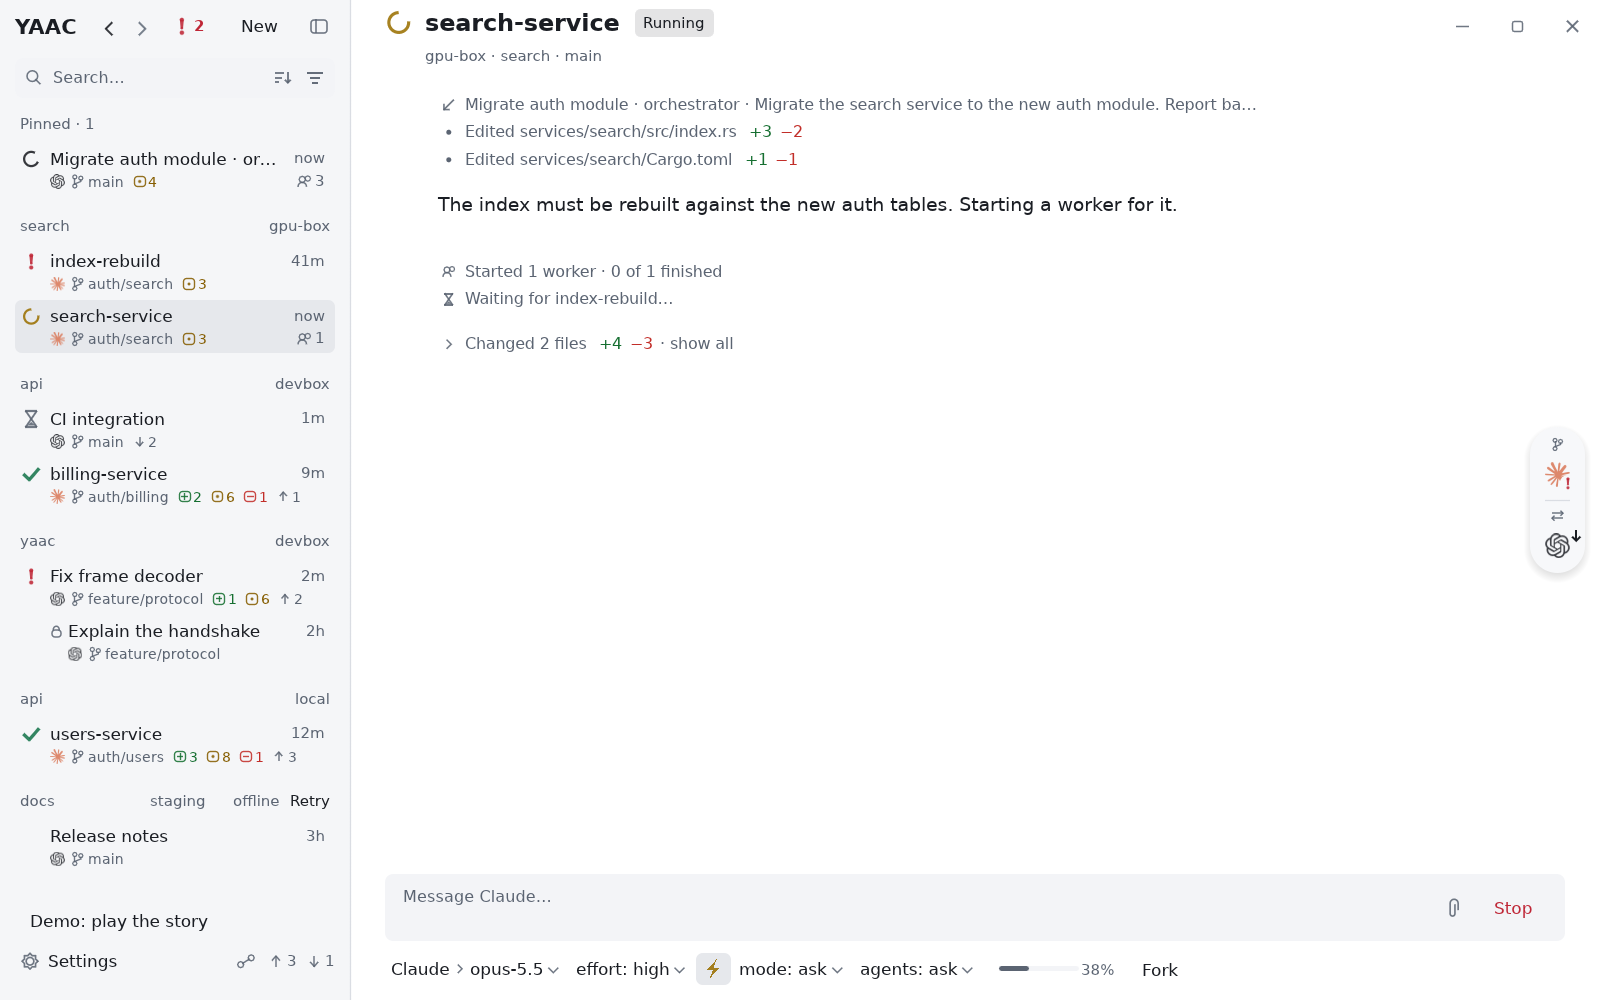 YAAC
2
New
Search...
Pinned · 1
Migrate auth module · or... now
main 4 3
search gpu-box
index-rebuild 41m
auth/search 3
search-service now
auth/search 3 1
api devbox
CI integration 1m
main ↓2
billing-service 9m
auth/billing 2 6 1 ↑1
yaac devbox
Fix frame decoder 2m
feature/protocol 1 6 ↑2
Explain the handshake 2h
feature/protocol
api local
users-service 12m
auth/users 3 8 1 ↑3
docs staging offline Retry
Release notes 3h
main
Demo: play the story
Settings ↑3 ↓1
search-service Running
gpu-box · search · main
Migrate auth module · orchestrator · Migrate the search service to the new auth module. Report ba...
• Edited services/search/src/index.rs +3 −2
• Edited services/search/Cargo.toml +1 −1
The index must be rebuilt against the new auth tables. Starting a worker for it.
Started 1 worker · 0 of 1 finished
Waiting for index-rebuild...
Changed 2 files +4 −3 · show all
Message Claude...
Stop
Claude > opus-5.5 effort: high mode: ask agents: ask 38% Fork